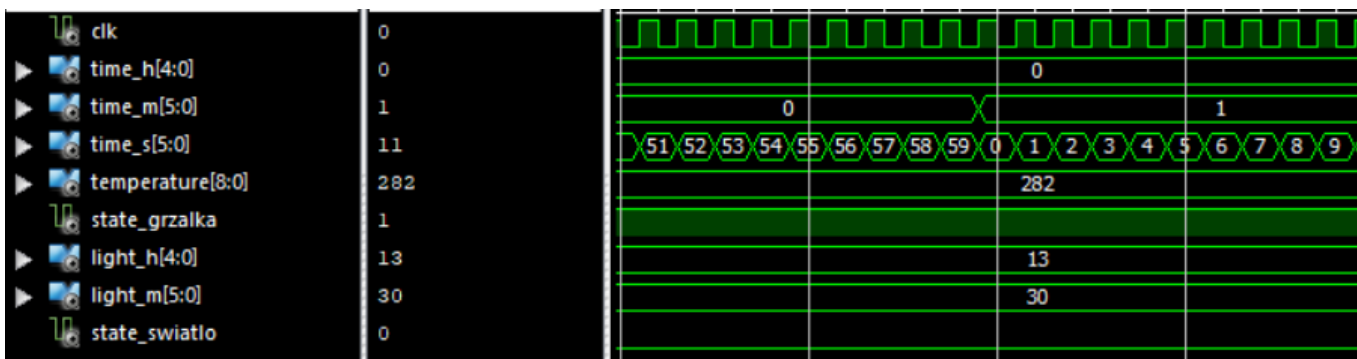 clk 0
time_h[4:0] 0 0
time_m[5:0] 1 0 1
time_s[5:0] 11 51 52 53 54 55 56 57 58 59 0 1 2 3 4 5 6 7 8 9
temperature[8:0] 282 282
state_grzalka 1
light_h[4:0] 13 13
light_m[5:0] 30 30
state_swiatlo 0